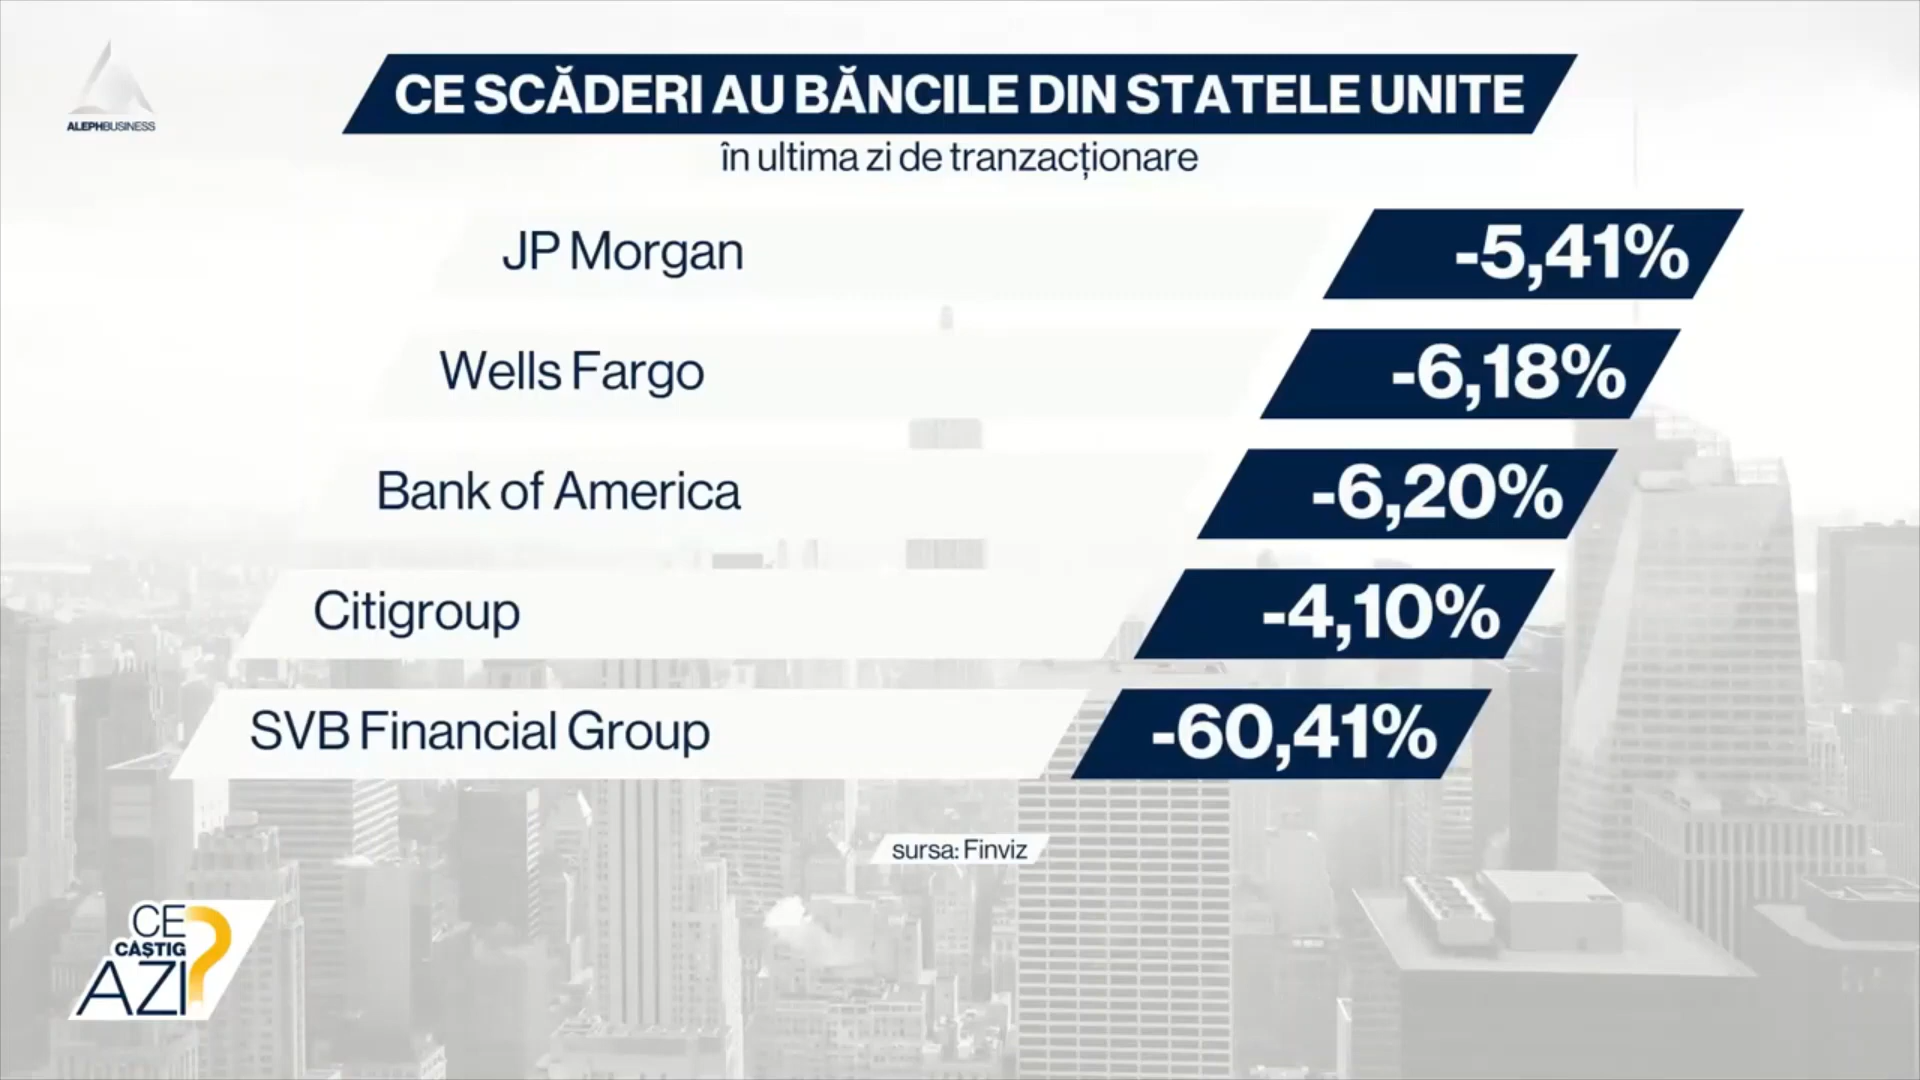 ALEPHBUSINESS
CE SCĂDERI AU BĂNCILE DIN STATELE UNITE
în ultima zi de tranzacționare
JP Morgan -5,41%
Wells Fargo -6,18%
Bank of America -6,20%
Citigroup -4,10%
SVB Financial Group -60,41%
sursa: Finviz
CE
CÂȘTIG
AZI?